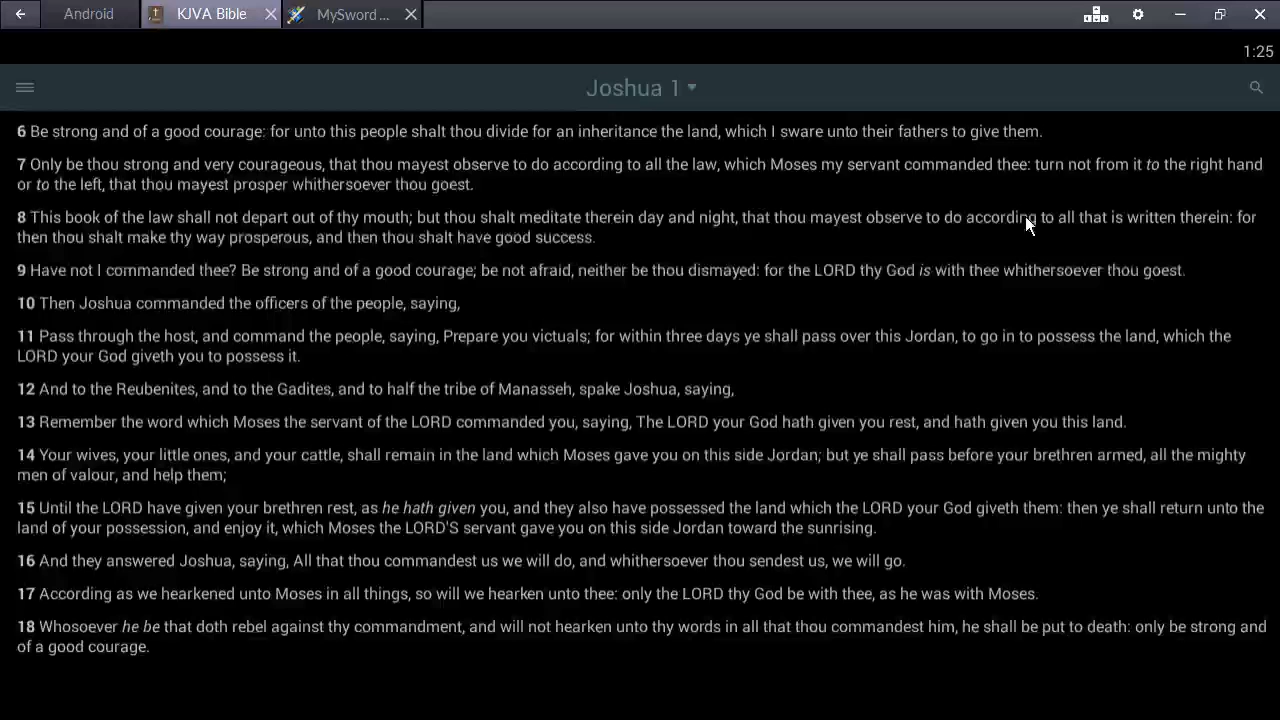 Android
KJVA Bible
MySword ...
1:25
Joshua 1
6 Be strong and of a good courage: for unto this people shalt thou divide for an inheritance the land, which I sware unto their fathers to give them.
7 Only be thou strong and very courageous, that thou mayest observe to do according to all the law, which Moses my servant commanded thee: turn not from it to the right hand
or to the left, that thou mayest prosper whithersoever thou goest.
8 This book of the law shall not depart out of thy mouth; but thou shalt meditate therein day and night, that thou mayest observe to do according to all that is written therein: for
then thou shalt make thy way prosperous, and then thou shalt have good success.
9 Have not I commanded thee? Be strong and of a good courage; be not afraid, neither be thou dismayed: for the LORD thy God is with thee whithersoever thou goest.
10 Then Joshua commanded the officers of the people, saying,
11 Pass through the host, and command the people, saying, Prepare you victuals; for within three days ye shall pass over this Jordan, to go in to possess the land, which the
LORD your God giveth you to possess it.
12 And to the Reubenites, and to the Gadites, and to half the tribe of Manasseh, spake Joshua, saying,
13 Remember the word which Moses the servant of the LORD commanded you, saying, The LORD your God hath given you rest, and hath given you this land.
14 Your wives, your little ones, and your cattle, shall remain in the land which Moses gave you on this side Jordan; but ye shall pass before your brethren armed, all the mighty
men of valour, and help them;
15 Until the LORD have given your brethren rest, as he hath given you, and they also have possessed the land which the LORD your God giveth them: then ye shall return unto the
land of your possession, and enjoy it, which Moses the LORD'S servant gave you on this side Jordan toward the sunrising.
16 And they answered Joshua, saying, All that thou commandest us we will do, and whithersoever thou sendest us, we will go.
17 According as we hearkened unto Moses in all things, so will we hearken unto thee: only the LORD thy God be with thee, as he was with Moses.
18 Whosoever he be that doth rebel against thy commandment, and will not hearken unto thy words in all that thou commandest him, he shall be put to death: only be strong and
of a good courage.